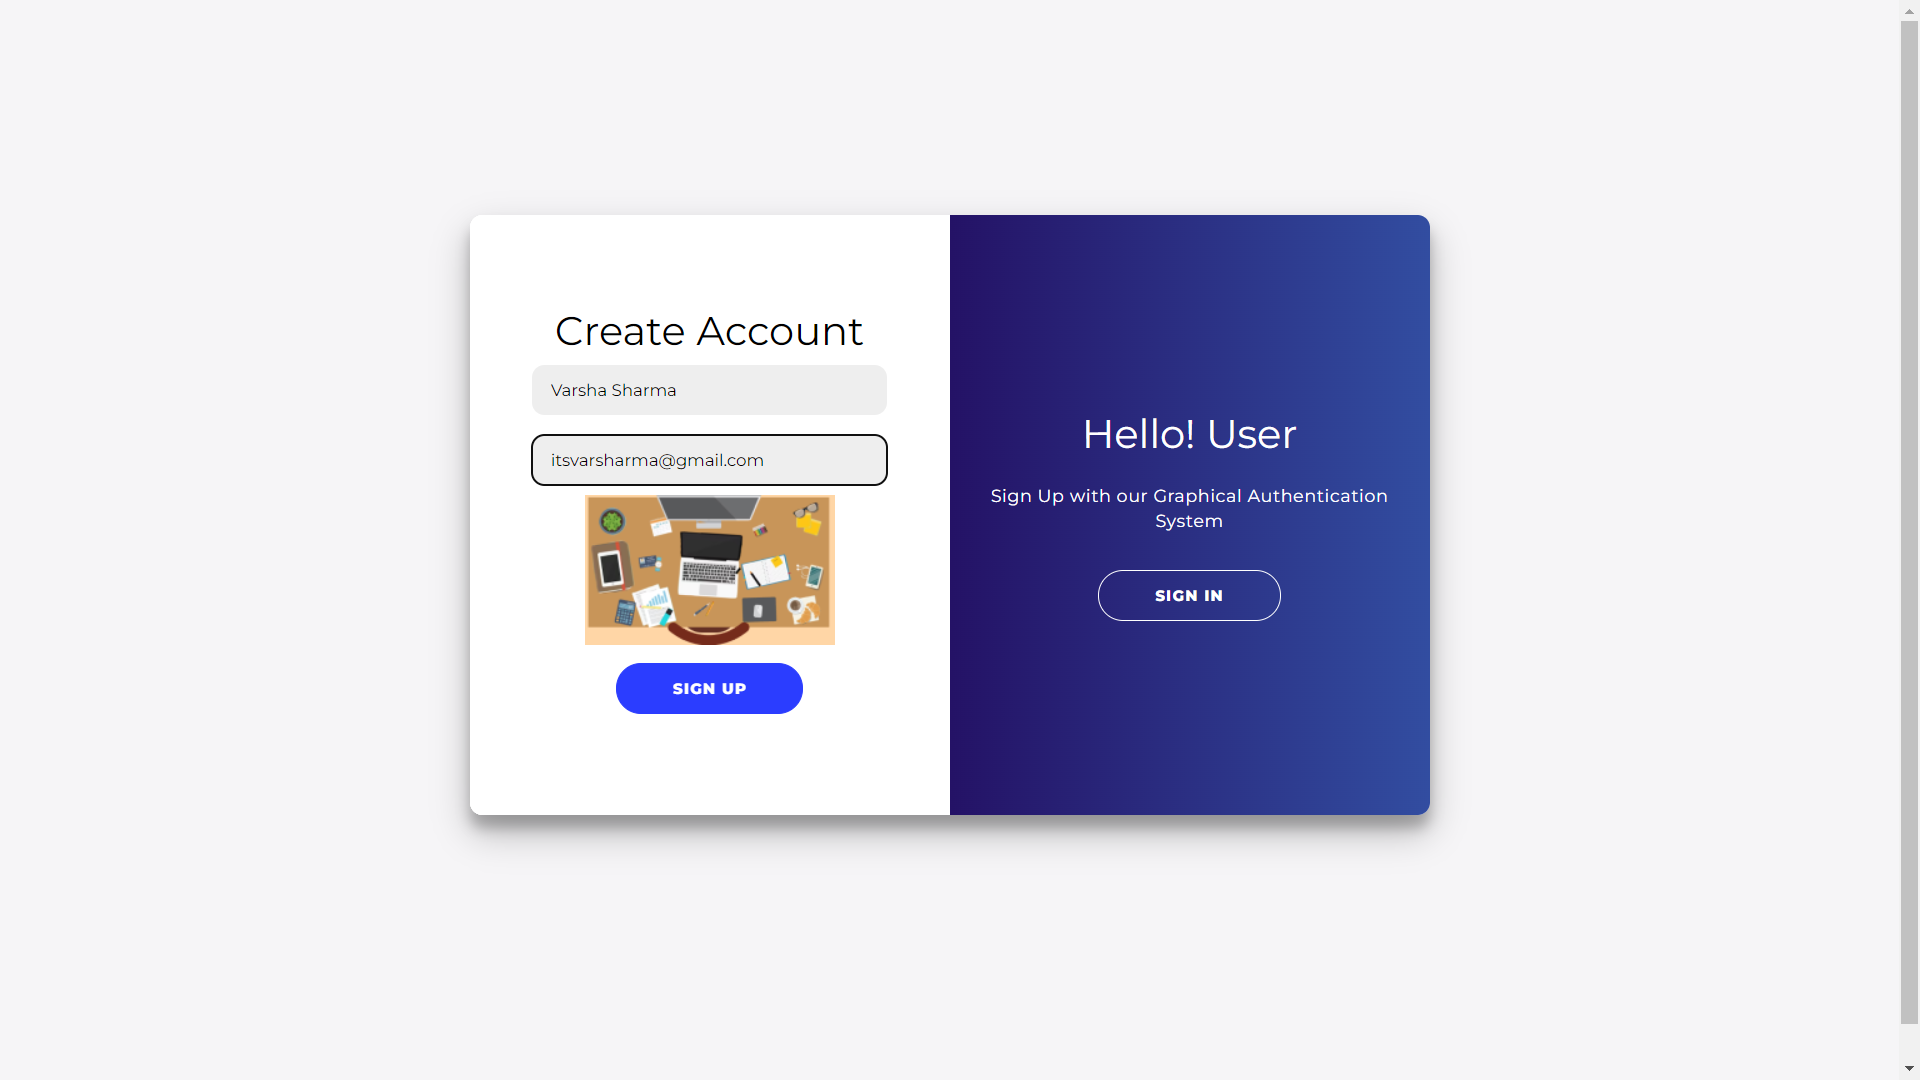 Create Account
Varsha Sharma
itsvarsharma@gmail.com
SIGN UP
Hello! User
Sign Up with our Graphical Authentication
System
SIGN IN